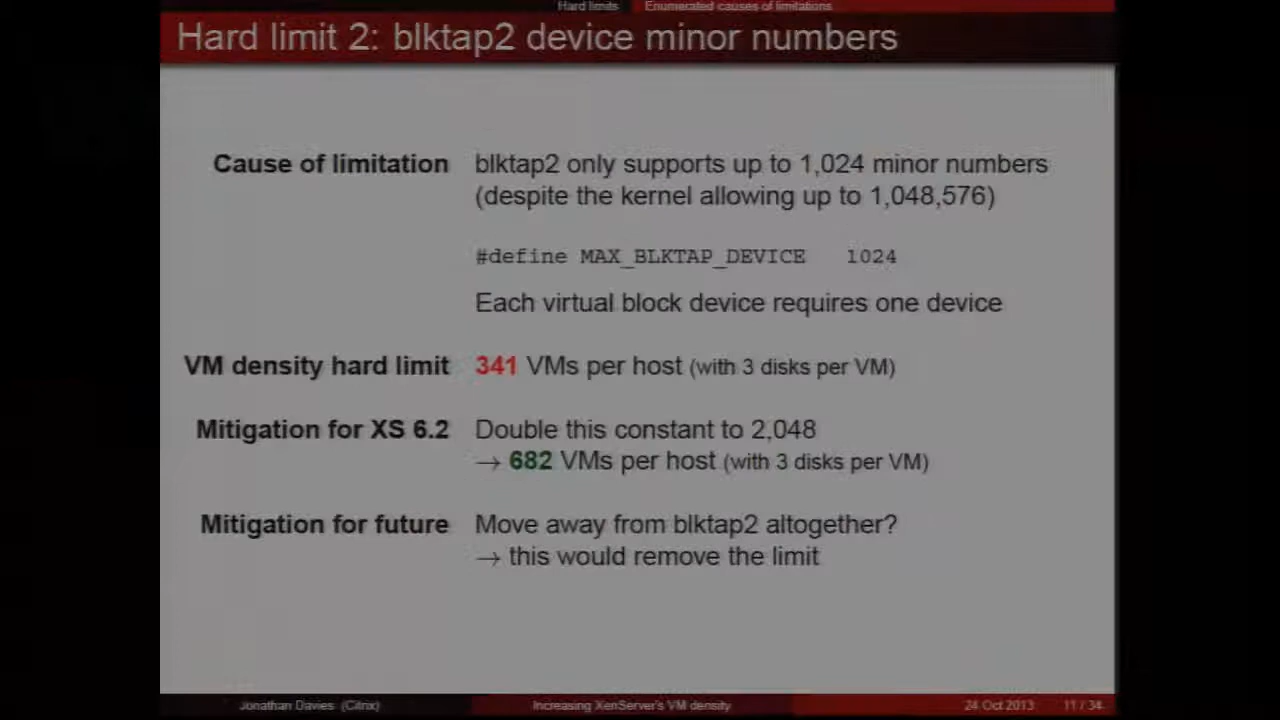 Hard limits Enumerated causes of limitations
Hard limit 2: blktap2 device minor numbers
Cause of limitation blktap2 only supports up to 1,024 minor numbers
(despite the kernel allowing up to 1,048,576)
#define MAX_BLKTAP_DEVICE 1024
Each virtual block device requires one device
VM density hard limit 341 VMs per host (with 3 disks per VM)
Mitigation for XS 6.2 Double this constant to 2,048
→ 682 VMs per host (with 3 disks per VM)
Mitigation for future Move away from blktap2 altogether?
→ this would remove the limit
Jonathan Davies (Citrix) Increasing XenServer's VM density 24 Oct 2013 11 / 34